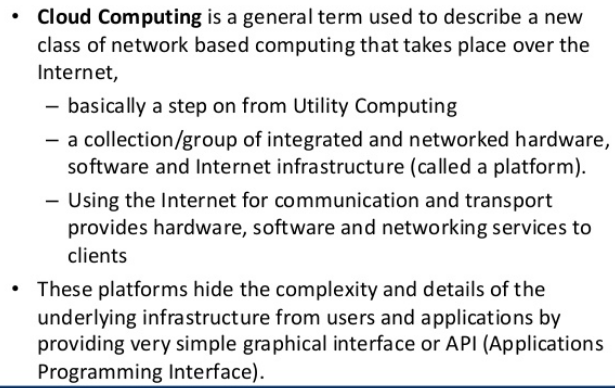 • Cloud Computing is a general term used to describe a new
class of network based computing that takes place over the
Internet,
– basically a step on from Utility Computing
– a collection/group of integrated and networked hardware,
software and Internet infrastructure (called a platform).
– Using the Internet for communication and transport
provides hardware, software and networking services to
clients
• These platforms hide the complexity and details of the
underlying infrastructure from users and applications by
providing very simple graphical interface or API (Applications
Programming Interface).